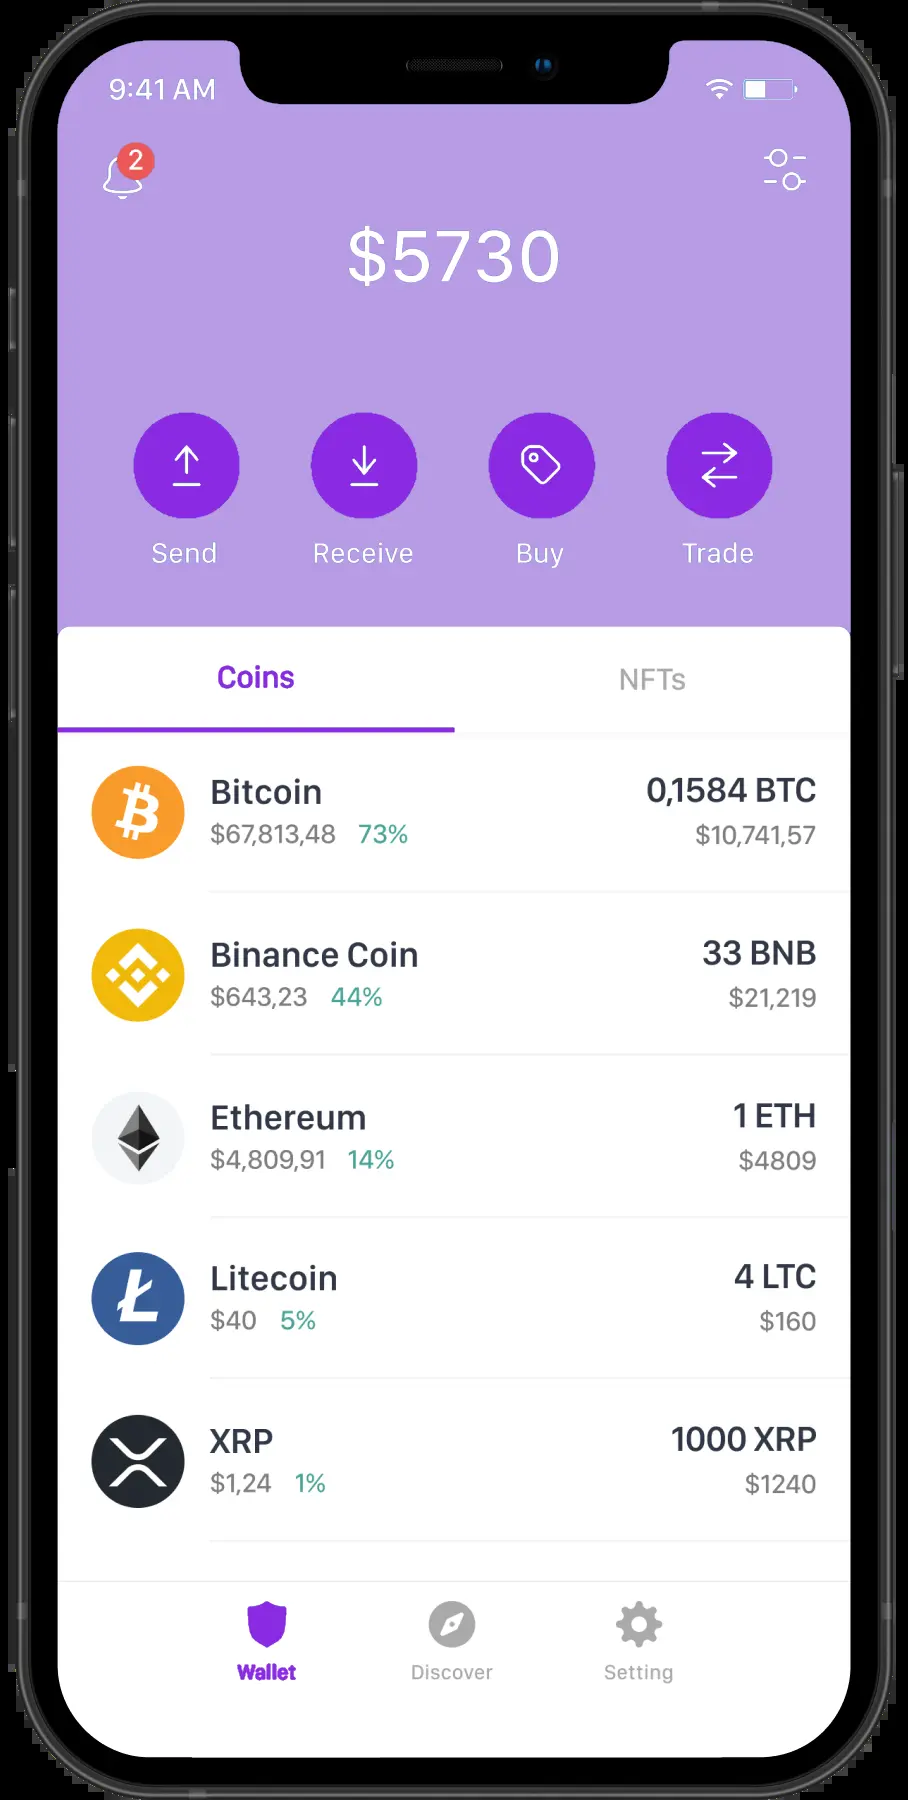 9:41 AM
2
$5730
Send Receive Buy Trade
Coins NFTs
Bitcoin 0,1584 BTC
$67,813,48 73% $10,741,57
Binance Coin 33 BNB
$643,23 44% $21,219
Ethereum 1 ETH
$4,809,91 14% $4809
Litecoin 4 LTC
$40 5% $160
XRP 1000 XRP
$1,24 1% $1240
Wallet Discover Setting